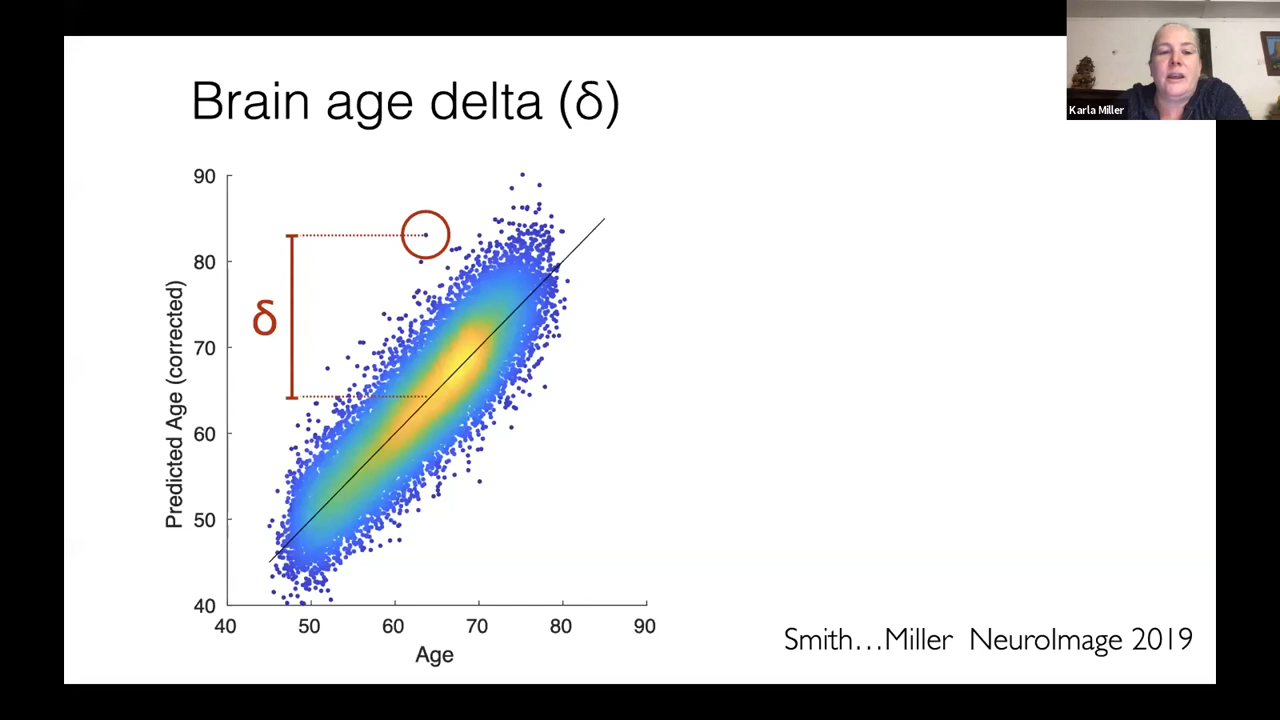 Brain age delta (δ)
Karla Miller
90
80
70
60
50
40
δ
Predicted Age (corrected)
40 50 60 70 80 90
Age
Smith…Miller NeuroImage 2019